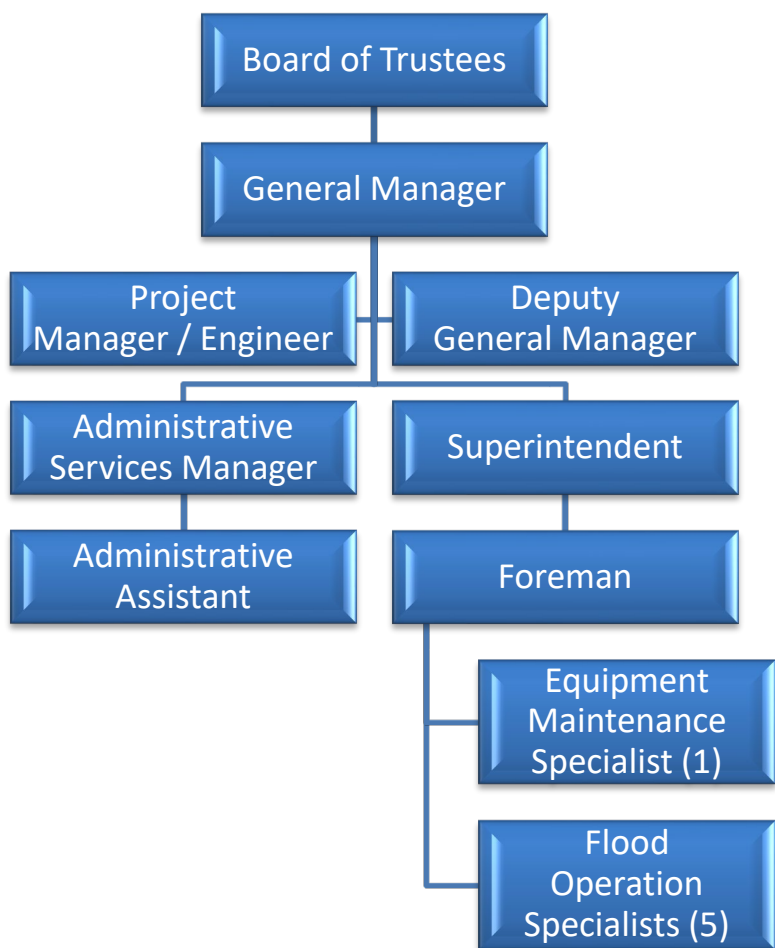 Board of Trustees
General Manager
Project
Manager / Engineer
Deputy
General Manager
Administrative
Services Manager
Superintendent
Administrative
Assistant
Foreman
Equipment
Maintenance
Specialist (1)
Flood
Operation
Specialists (5)